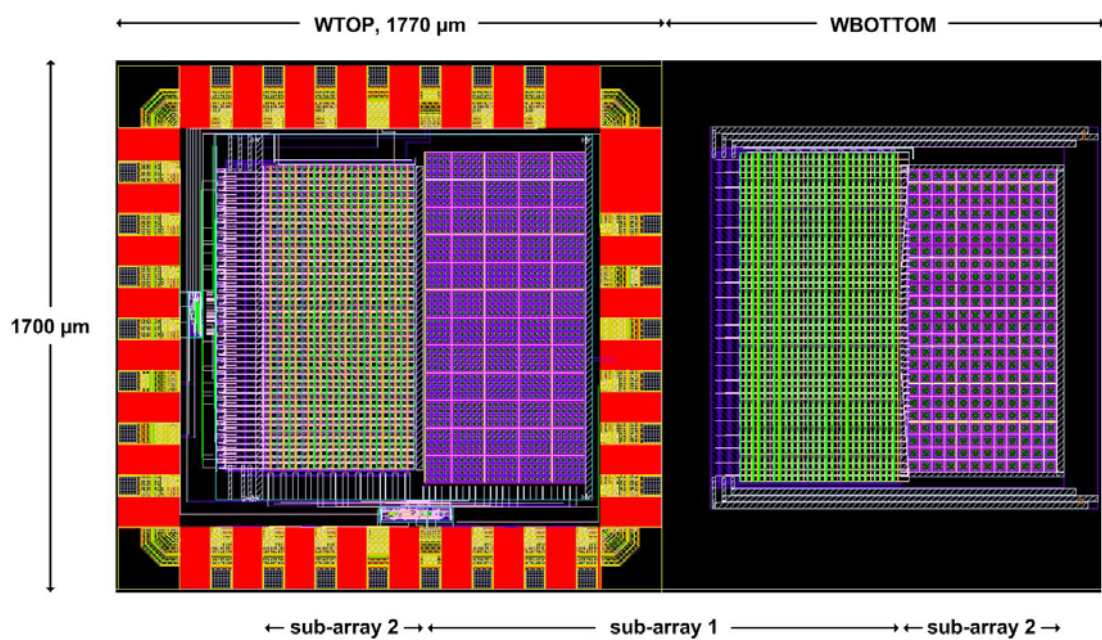 WTOP, 1770 µm
WBOTTOM
1700 µm
sub-array 2
sub-array 1
sub-array 2